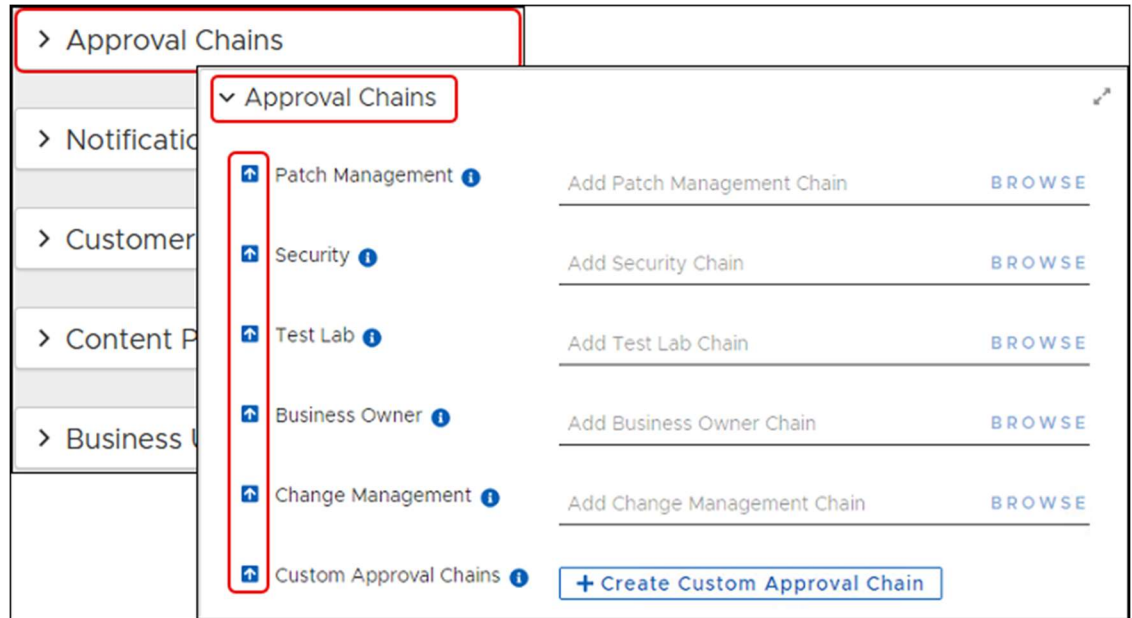 Approval Chains
Notificatio
Customer
Content P
Business U
Approval Chains
Patch Management
Add Patch Management Chain BROWSE
Security
Add Security Chain BROWSE
Test Lab
Add Test Lab Chain BROWSE
Business Owner
Add Business Owner Chain BROWSE
Change Management
Add Change Management Chain BROWSE
Custom Approval Chains
+ Create Custom Approval Chain